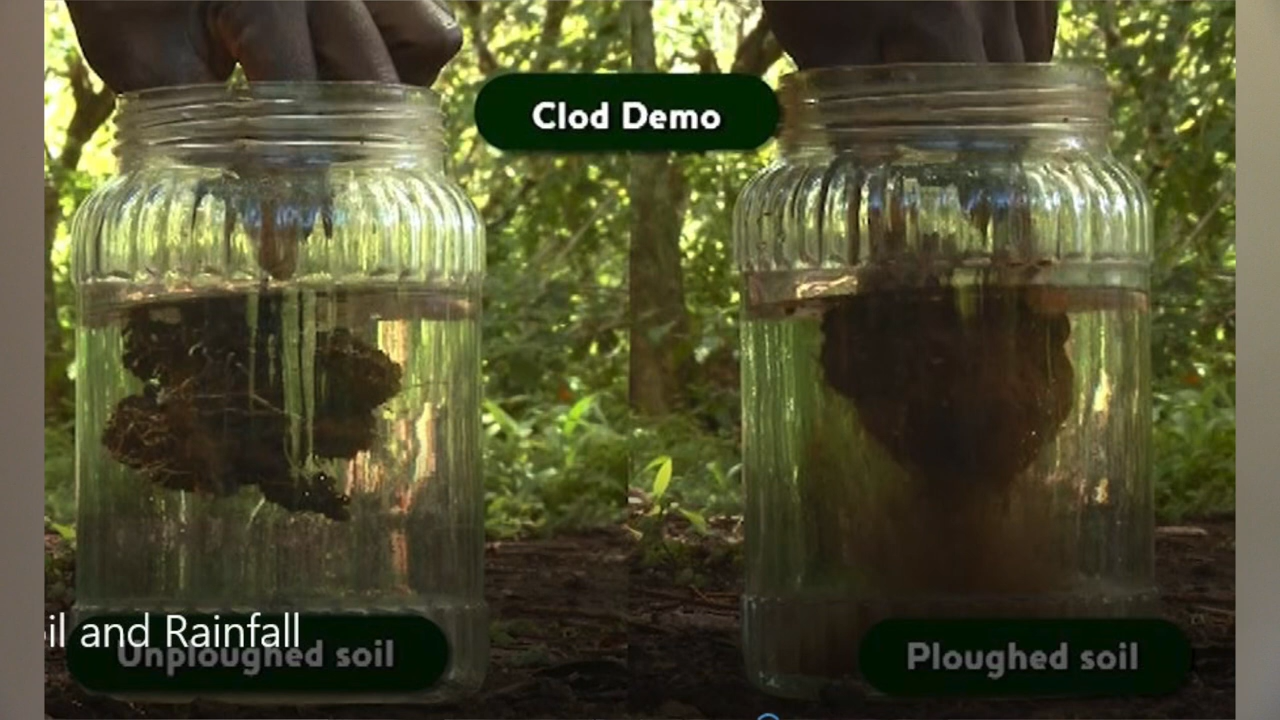 Clod Demo
il and Rainfall
Unploughed soil
Ploughed soil